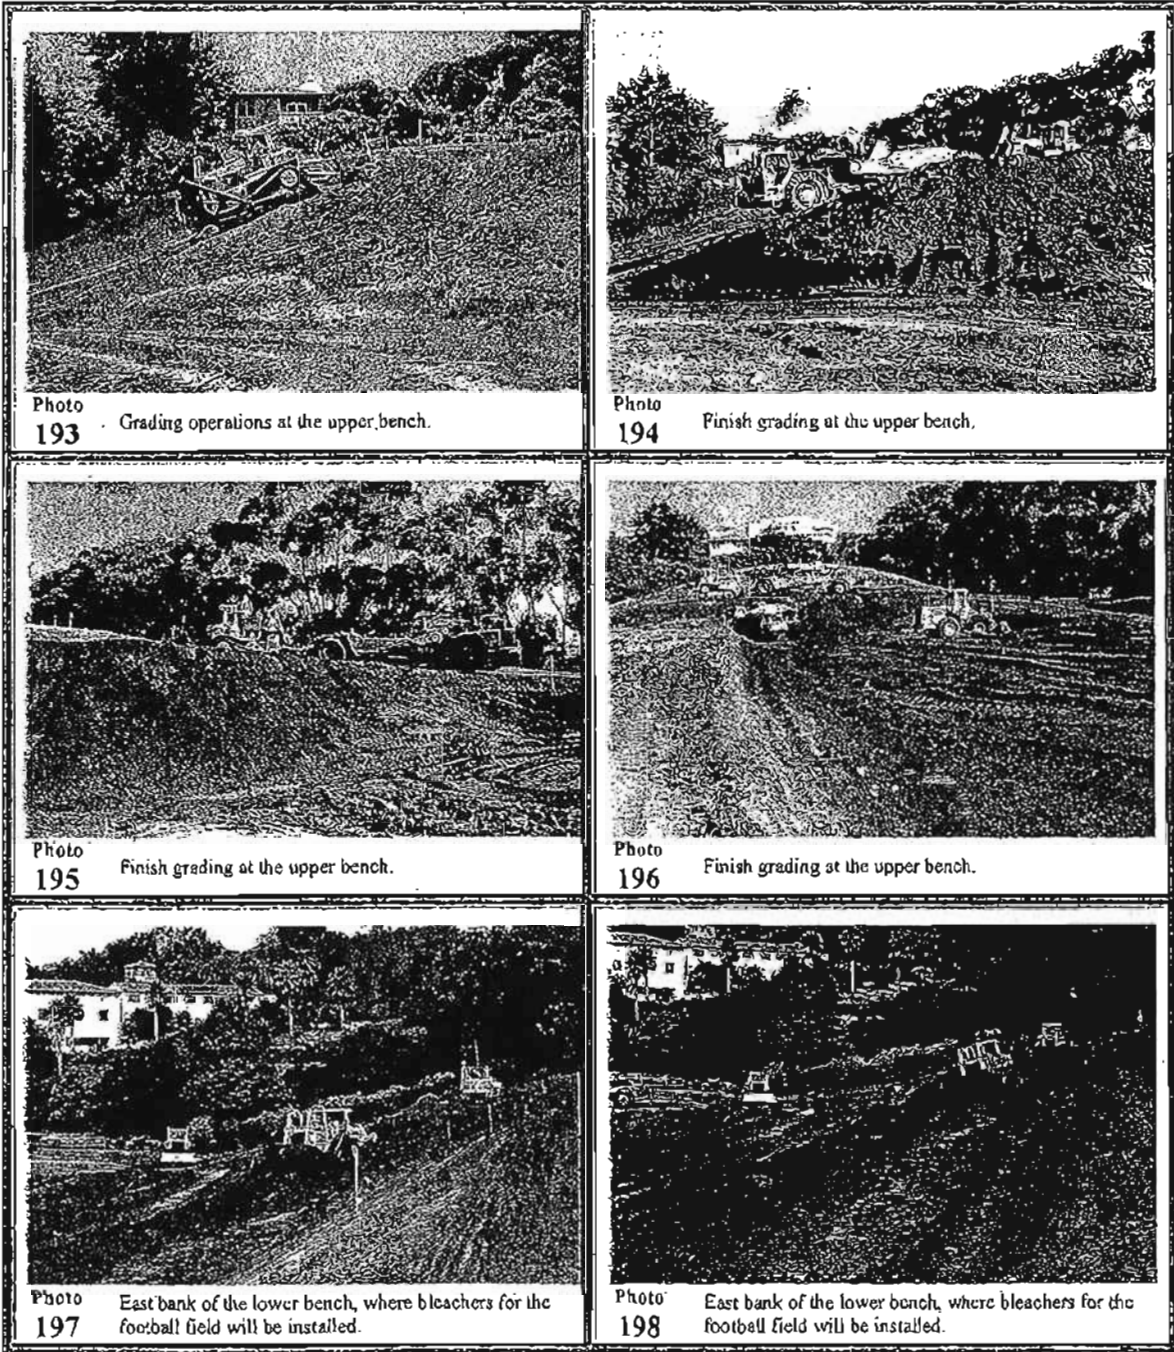 Photo
193
Grading operations at the upper bench.
Photo
194
Finish grading at the upper bench.
Photo
195
Finish grading at the upper bench.
Photo
196
Finish grading at the upper bench.
Photo
197
East bank of the lower bench, where bleachers for the
football field will be installed.
Photo
198
East bank of the lower bench, where bleachers for the
football field will be installed.